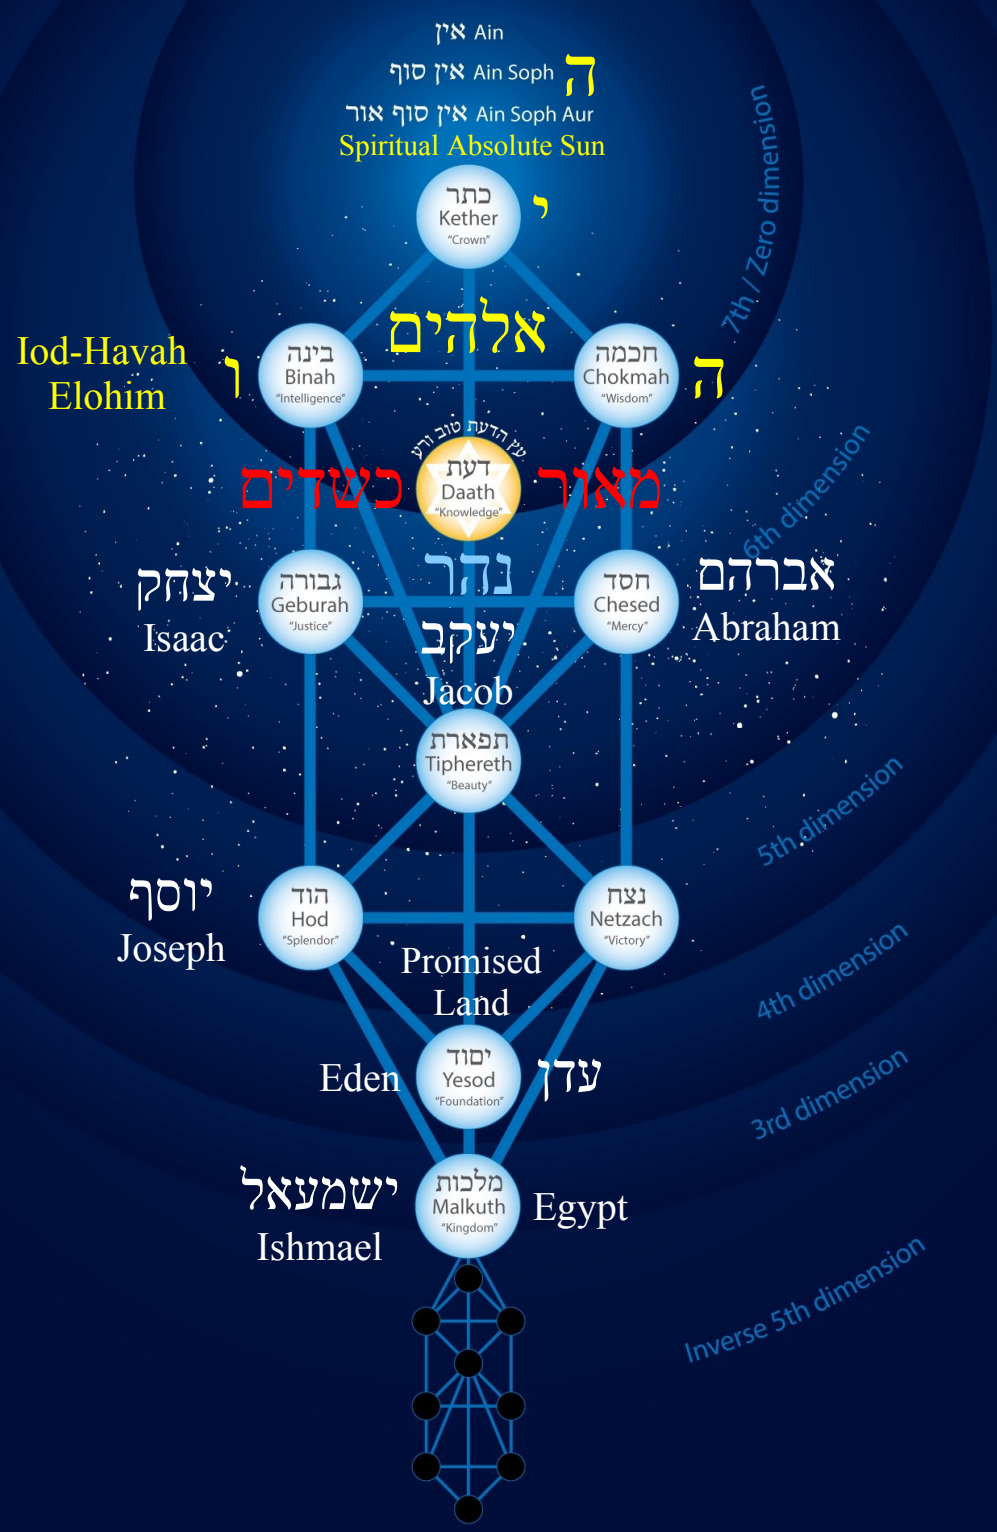 אין Ain
אין סוף Ain Soph
ה
אין סוף אור Ain Soph Aur
Spiritual Absolute Sun
7th / Zero dimension
כתר
Kether
"Crown"
י
אלהים
Iod-Havah
Elohim
ו
בינה
Binah
"Intelligence"
חכמה
Chokmah
"Wisdom"
ה
עץ הדעת טוב ורע
מאור
כשדים
דעת
Daath
"Knowledge"
6th dimension
נהר
יצחק
Isaac
גבורה
Geburah
"Justice"
חסד
Chesed
"Mercy"
אברהם
Abraham
יעקב
Jacob
תפארת
Tiphereth
"Beauty"
5th dimension
יוסף
Joseph
הוד
Hod
"Splendor"
נצח
Netzach
"Victory"
4th dimension
Promised
Land
Eden
יסוד
Yesod
"Foundation"
עדן
3rd dimension
ישמעאל
Ishmael
מלכות
Malkuth
"Kingdom"
Egypt
Inverse 5th dimension